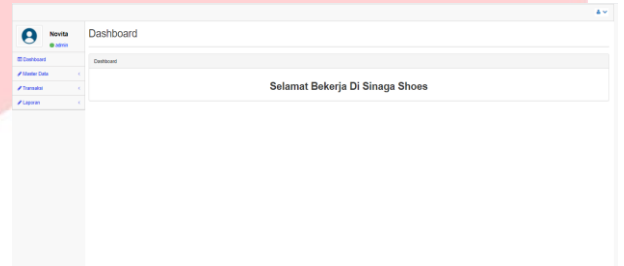 Novita
admin
Dashboard
Master Data
Transaksi
Laporan
Dashboard
Dashboard
Selamat Bekerja Di Sinaga Shoes